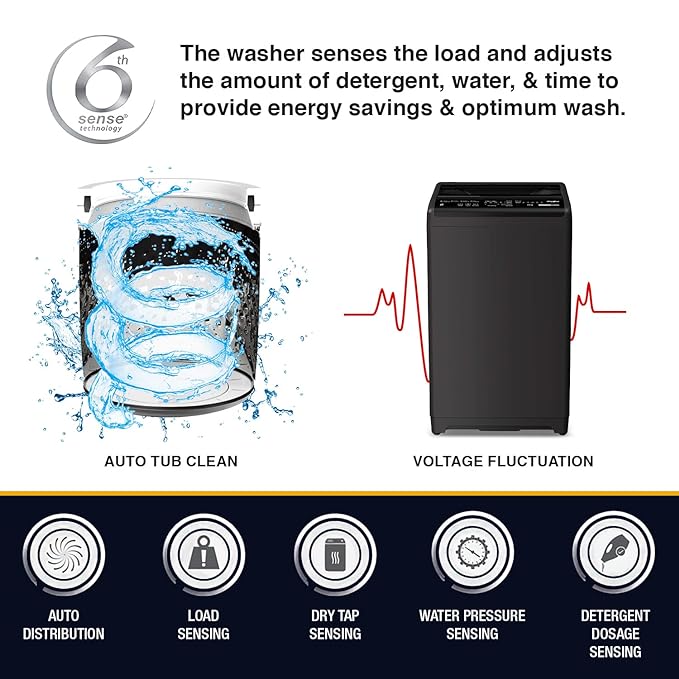 6th
sense®
technology
The washer senses the load and adjusts
the amount of detergent, water, & time to
provide energy savings & optimum wash.
AUTO TUB CLEAN
VOLTAGE FLUCTUATION
AUTO
DISTRIBUTION
LOAD
SENSING
DRY TAP
SENSING
WATER PRESSURE
SENSING
DETERGENT
DOSAGE
SENSING